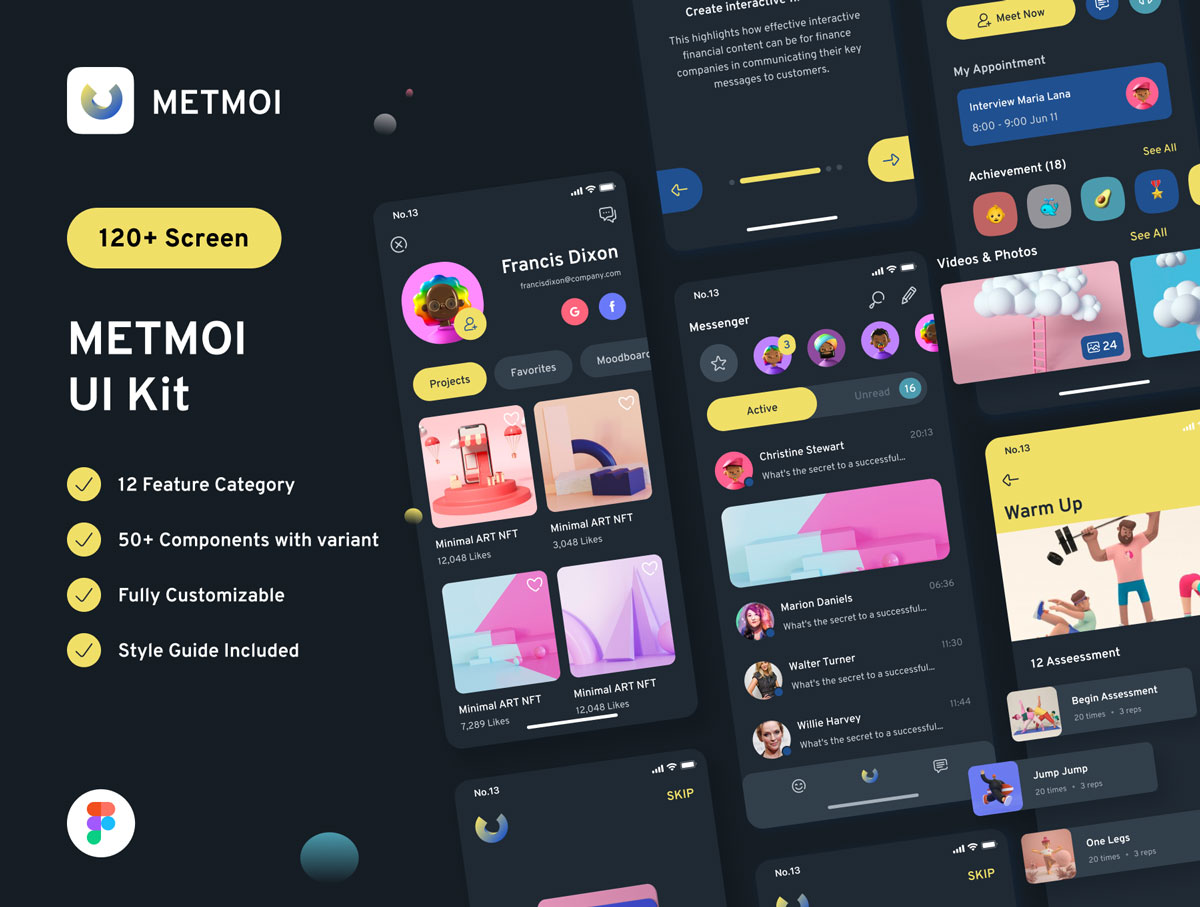 METMOI
120+ Screen
METMOI
UI Kit
12 Feature Category
50+ Components with variant
Fully Customizable
Style Guide Included
No.13
Francis Dixon
francisdixon@company.com
G
f
Projects
Favorites
Moodboard
Minimal ART NFT
12,048 Likes
Minimal ART NFT
3,048 Likes
Minimal ART NFT
7,289 Likes
Minimal ART NFT
12,048 Likes
No.13
SKIP
Create interactive
This highlights how effective interactive
financial content can be for finance
companies in communicating their key
messages to customers.
No.13
Messenger
3
Active
Unread
16
Christine Stewart
20:13
What's the secret to a successful...
Marion Daniels
06:36
What's the secret to a successful...
Walter Turner
11:30
What's the secret to a successful...
Willie Harvey
11:44
What's the secret to a successful...
No.13
SKIP
Meet Now
My Appointment
Interview Maria Lana
8:00 - 9:00 Jun 11
Achievement (18)
See All
Videos & Photos
See All
24
No.13
Warm Up
12 Asseessment
Begin Assessment
20 times • 3 reps
Jump Jump
20 times • 3 reps
One Legs
20 times • 3 reps